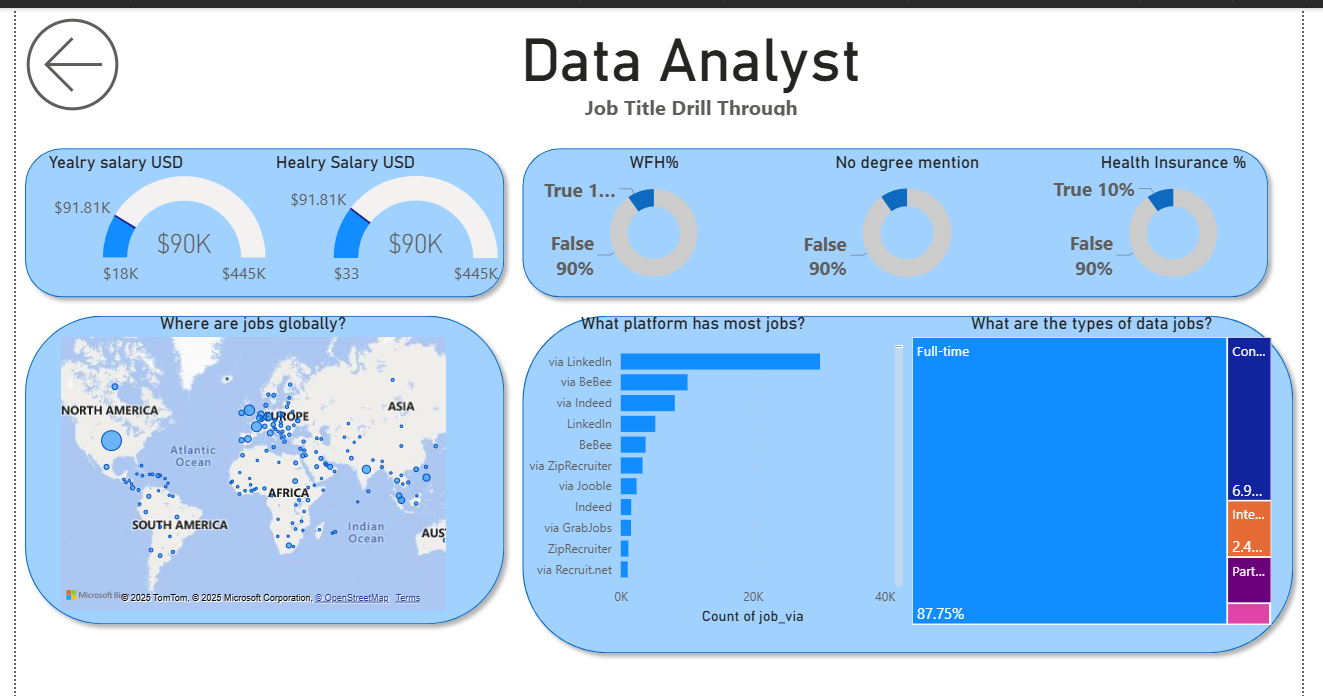 Data Analyst
Job Title Drill Through
Yealry salary USD
Healry Salary USD
$91.81K
$90K
$18K
$445K
$91.81K
$90K
$33
$445K
WFH%
No degree mention
Health Insurance %
True 1...
False
90%
False
90%
True 10%
False
90%
Where are jobs globally?
NORTH AMERICA
EUROPE
ASIA
Atlantic
Ocean
AFRICA
SOUTH AMERICA
Indian
Ocean
AUS
Microsoft Bi
© 2025 TomTom, © 2025 Microsoft Corporation, © OpenStreetMap Terms
What platform has most jobs?
via LinkedIn
via BeBee
via Indeed
LinkedIn
BeBee
via ZipRecruiter
via Jooble
Indeed
via GrabJobs
ZipRecruiter
via Recruit.net
0K
20K
40K
Count of job_via
What are the types of data jobs?
Full-time
87.75%
Con...
6.9...
Inte...
2.4...
Part...